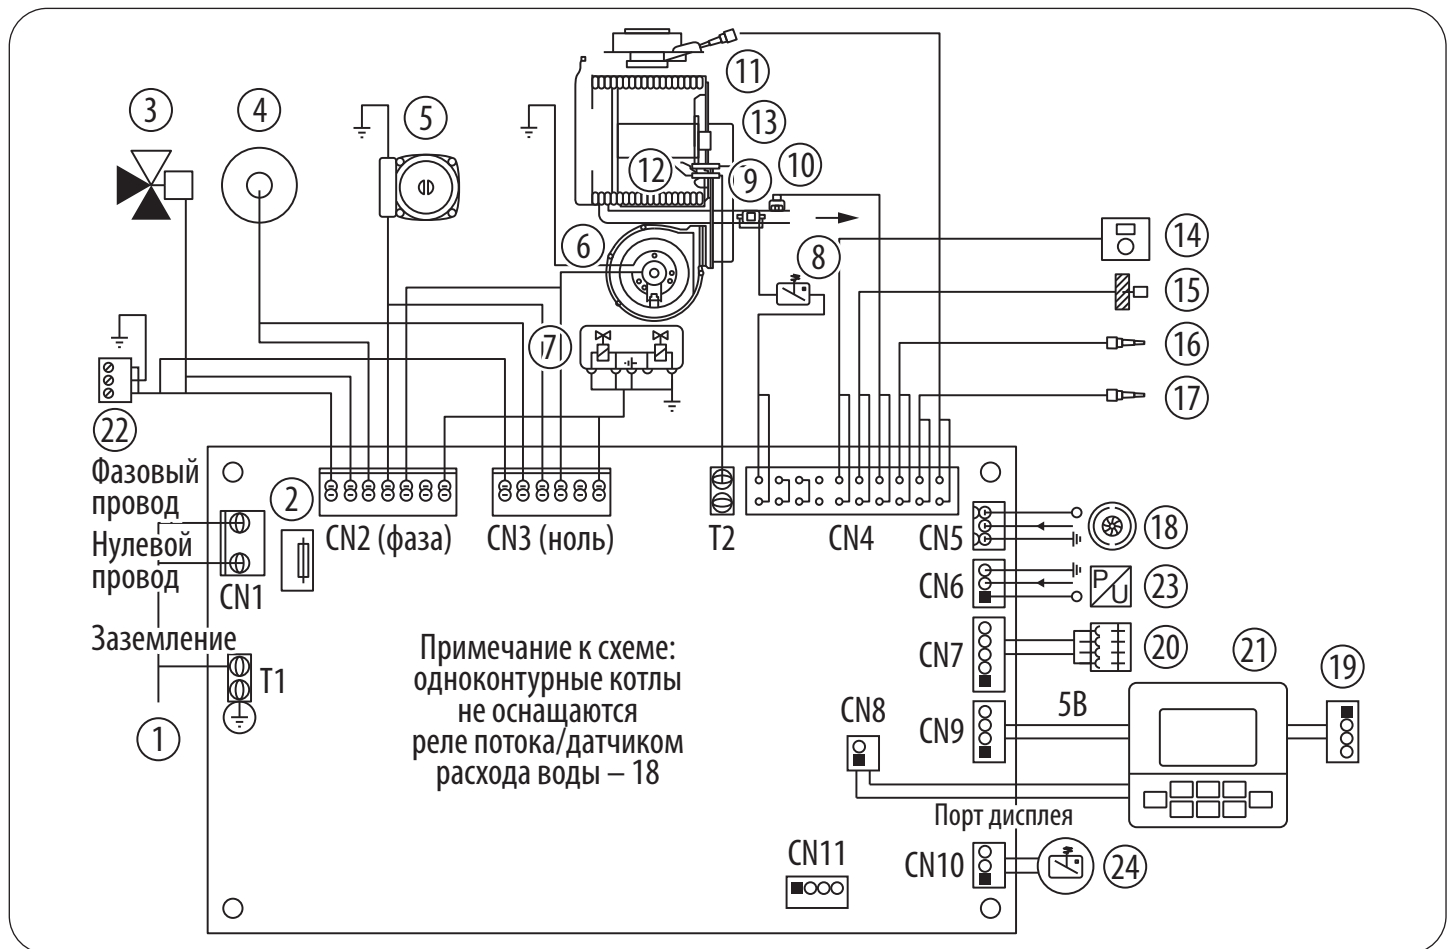 3
4
5
11
13
12
9
10
6
8
14
7
15
16
17
22
Фазовый
провод
2
CN2 (фаза)
CN3 (ноль)
T2
CN4
CN5
18
Нулевой
провод
CN1
CN6
P
U
23
Заземление
T1
Примечание к схеме:
одноконтурные котлы
не оснащаются
реле потока/датчиком
расхода воды – 18
CN7
20
21
19
1
CN8
CN9
5В
Порт дисплея
CN11
CN10
24